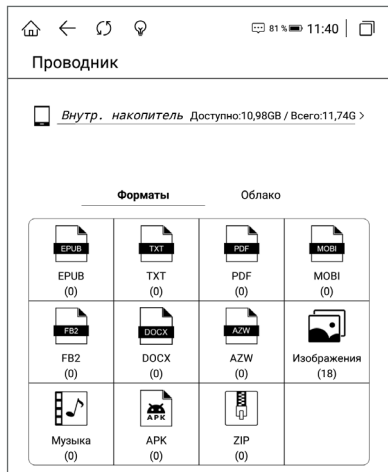 81 % 11:40
Проводник
Внутр. накопитель Доступно:10,98GB / Всего:11,74G >
Форматы Облако
EPUB TXT PDF MOBI
EPUB TXT PDF MOBI
(0) (0) (0) (0)
FB2 DOCX AZW
FB2 DOCX AZW Изображения
(0) (0) (0) (18)
APK
Музыка APK ZIP
(0) (0) (0)